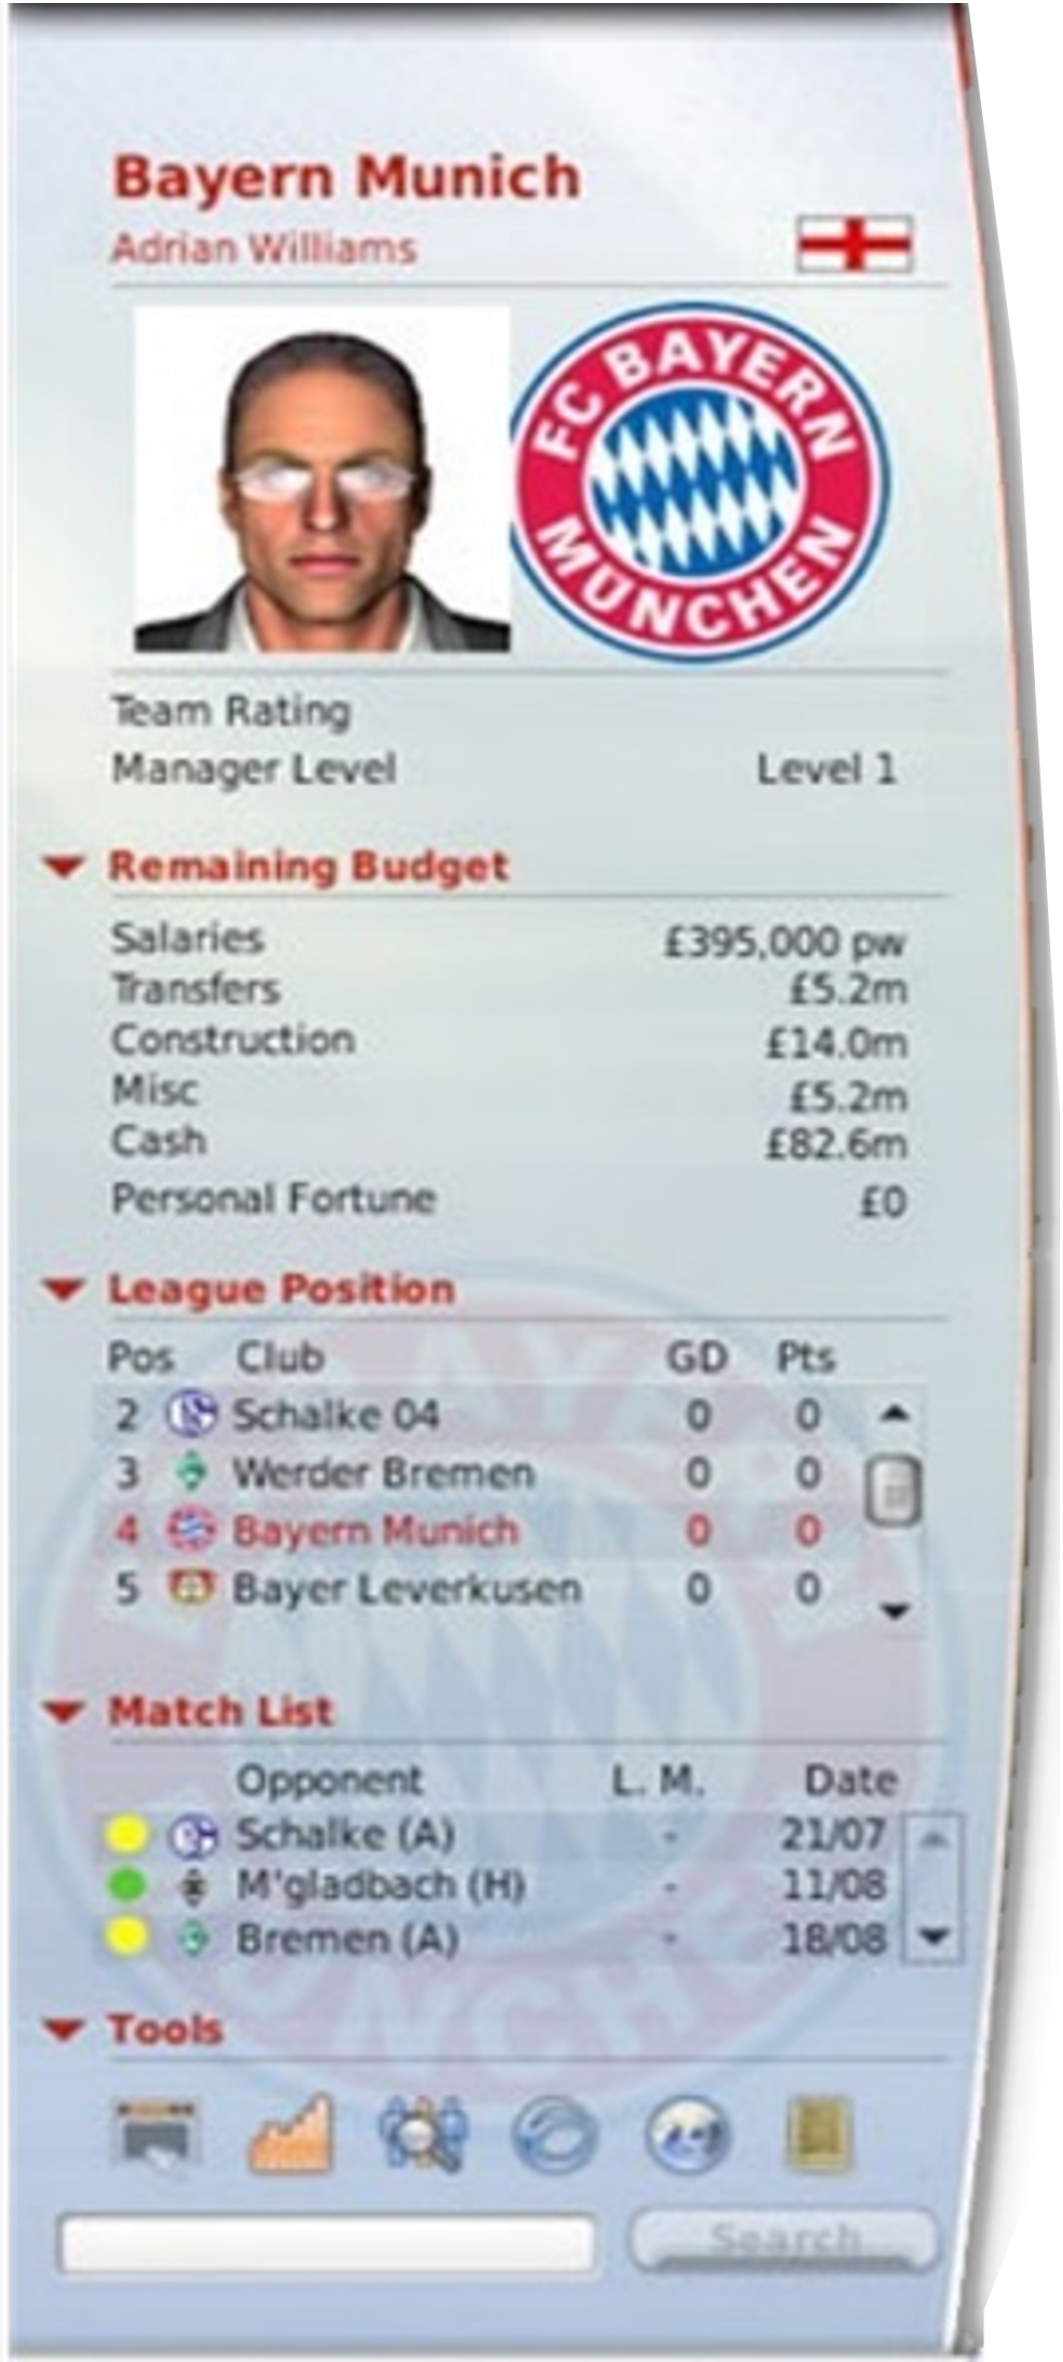 Bayern Munich
Adrian Williams
FC BAYERN
MÜNCHEN
Team Rating
Manager Level Level 1
Remaining Budget
Salaries £395,000 pw
Transfers £5.2m
Construction £14.0m
Misc £5.2m
Cash £82.6m
Personal Fortune £0
League Position
Pos Club GD Pts
2 Schalke 04 0 0
3 Werder Bremen 0 0
4 Bayern Munich 0 0
5 Bayer Leverkusen 0 0
Match List
Opponent L. M. Date
Schalke (A) - 21/07
M'gladbach (H) - 11/08
Bremen (A) - 18/08
Tools
Search